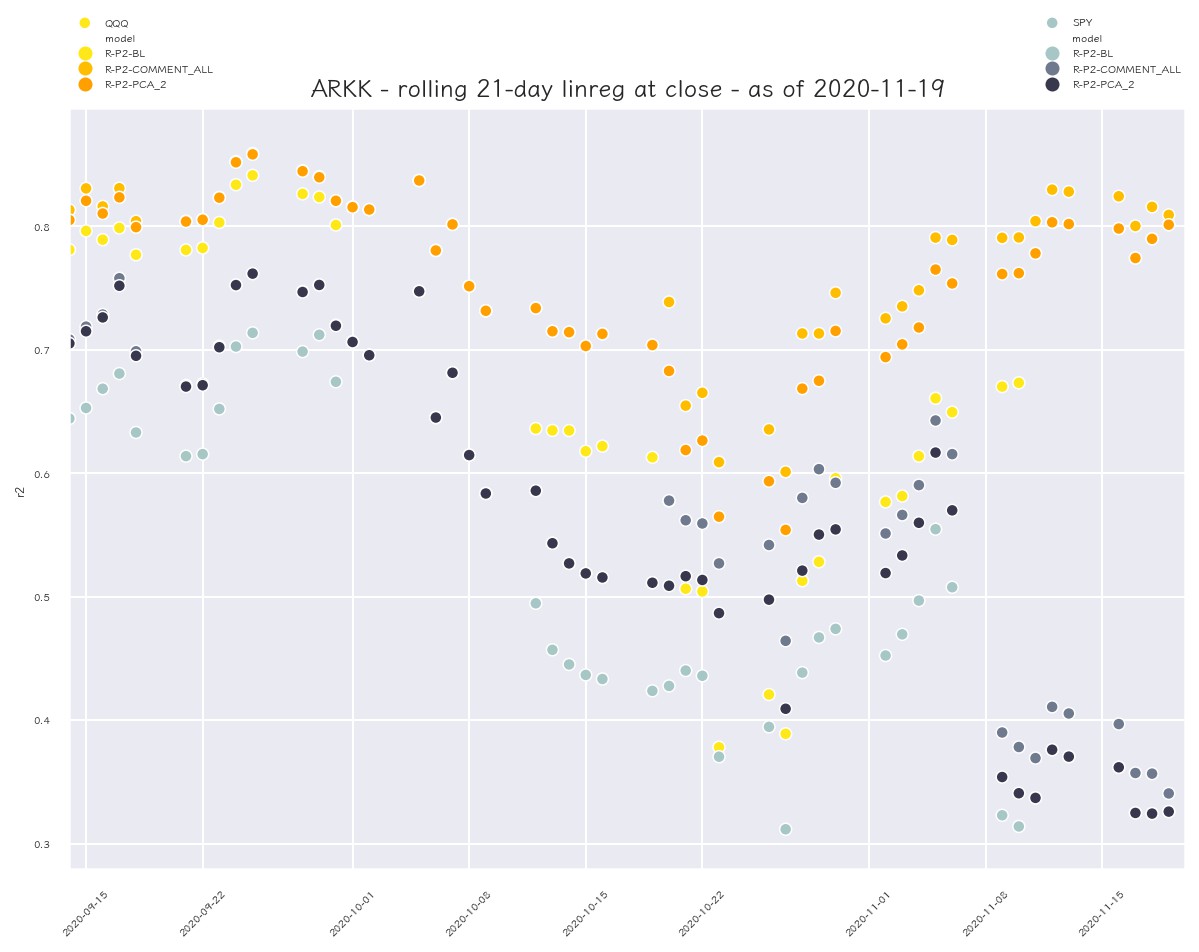 QQQ
model
R-P2-BL
R-P2-COMMENT_ALL
R-P2-PCA_2
SPY
model
R-P2-BL
R-P2-COMMENT_ALL
R-P2-PCA_2
ARKK - rolling 21-day linreg at close - as of 2020-11-19
0.8
0.7
0.6
0.5
0.4
0.3
r2
2020-09-15
2020-09-22
2020-10-01
2020-10-08
2020-10-15
2020-10-22
2020-11-01
2020-11-08
2020-11-15